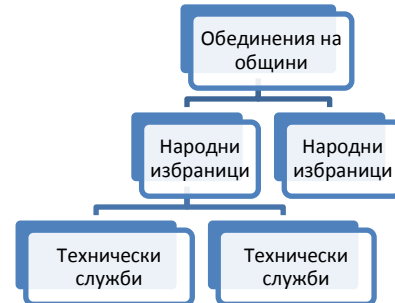 Обединения на
общини
Народни
избраници
Народни
избраници
Технически
служби
Технически
служби